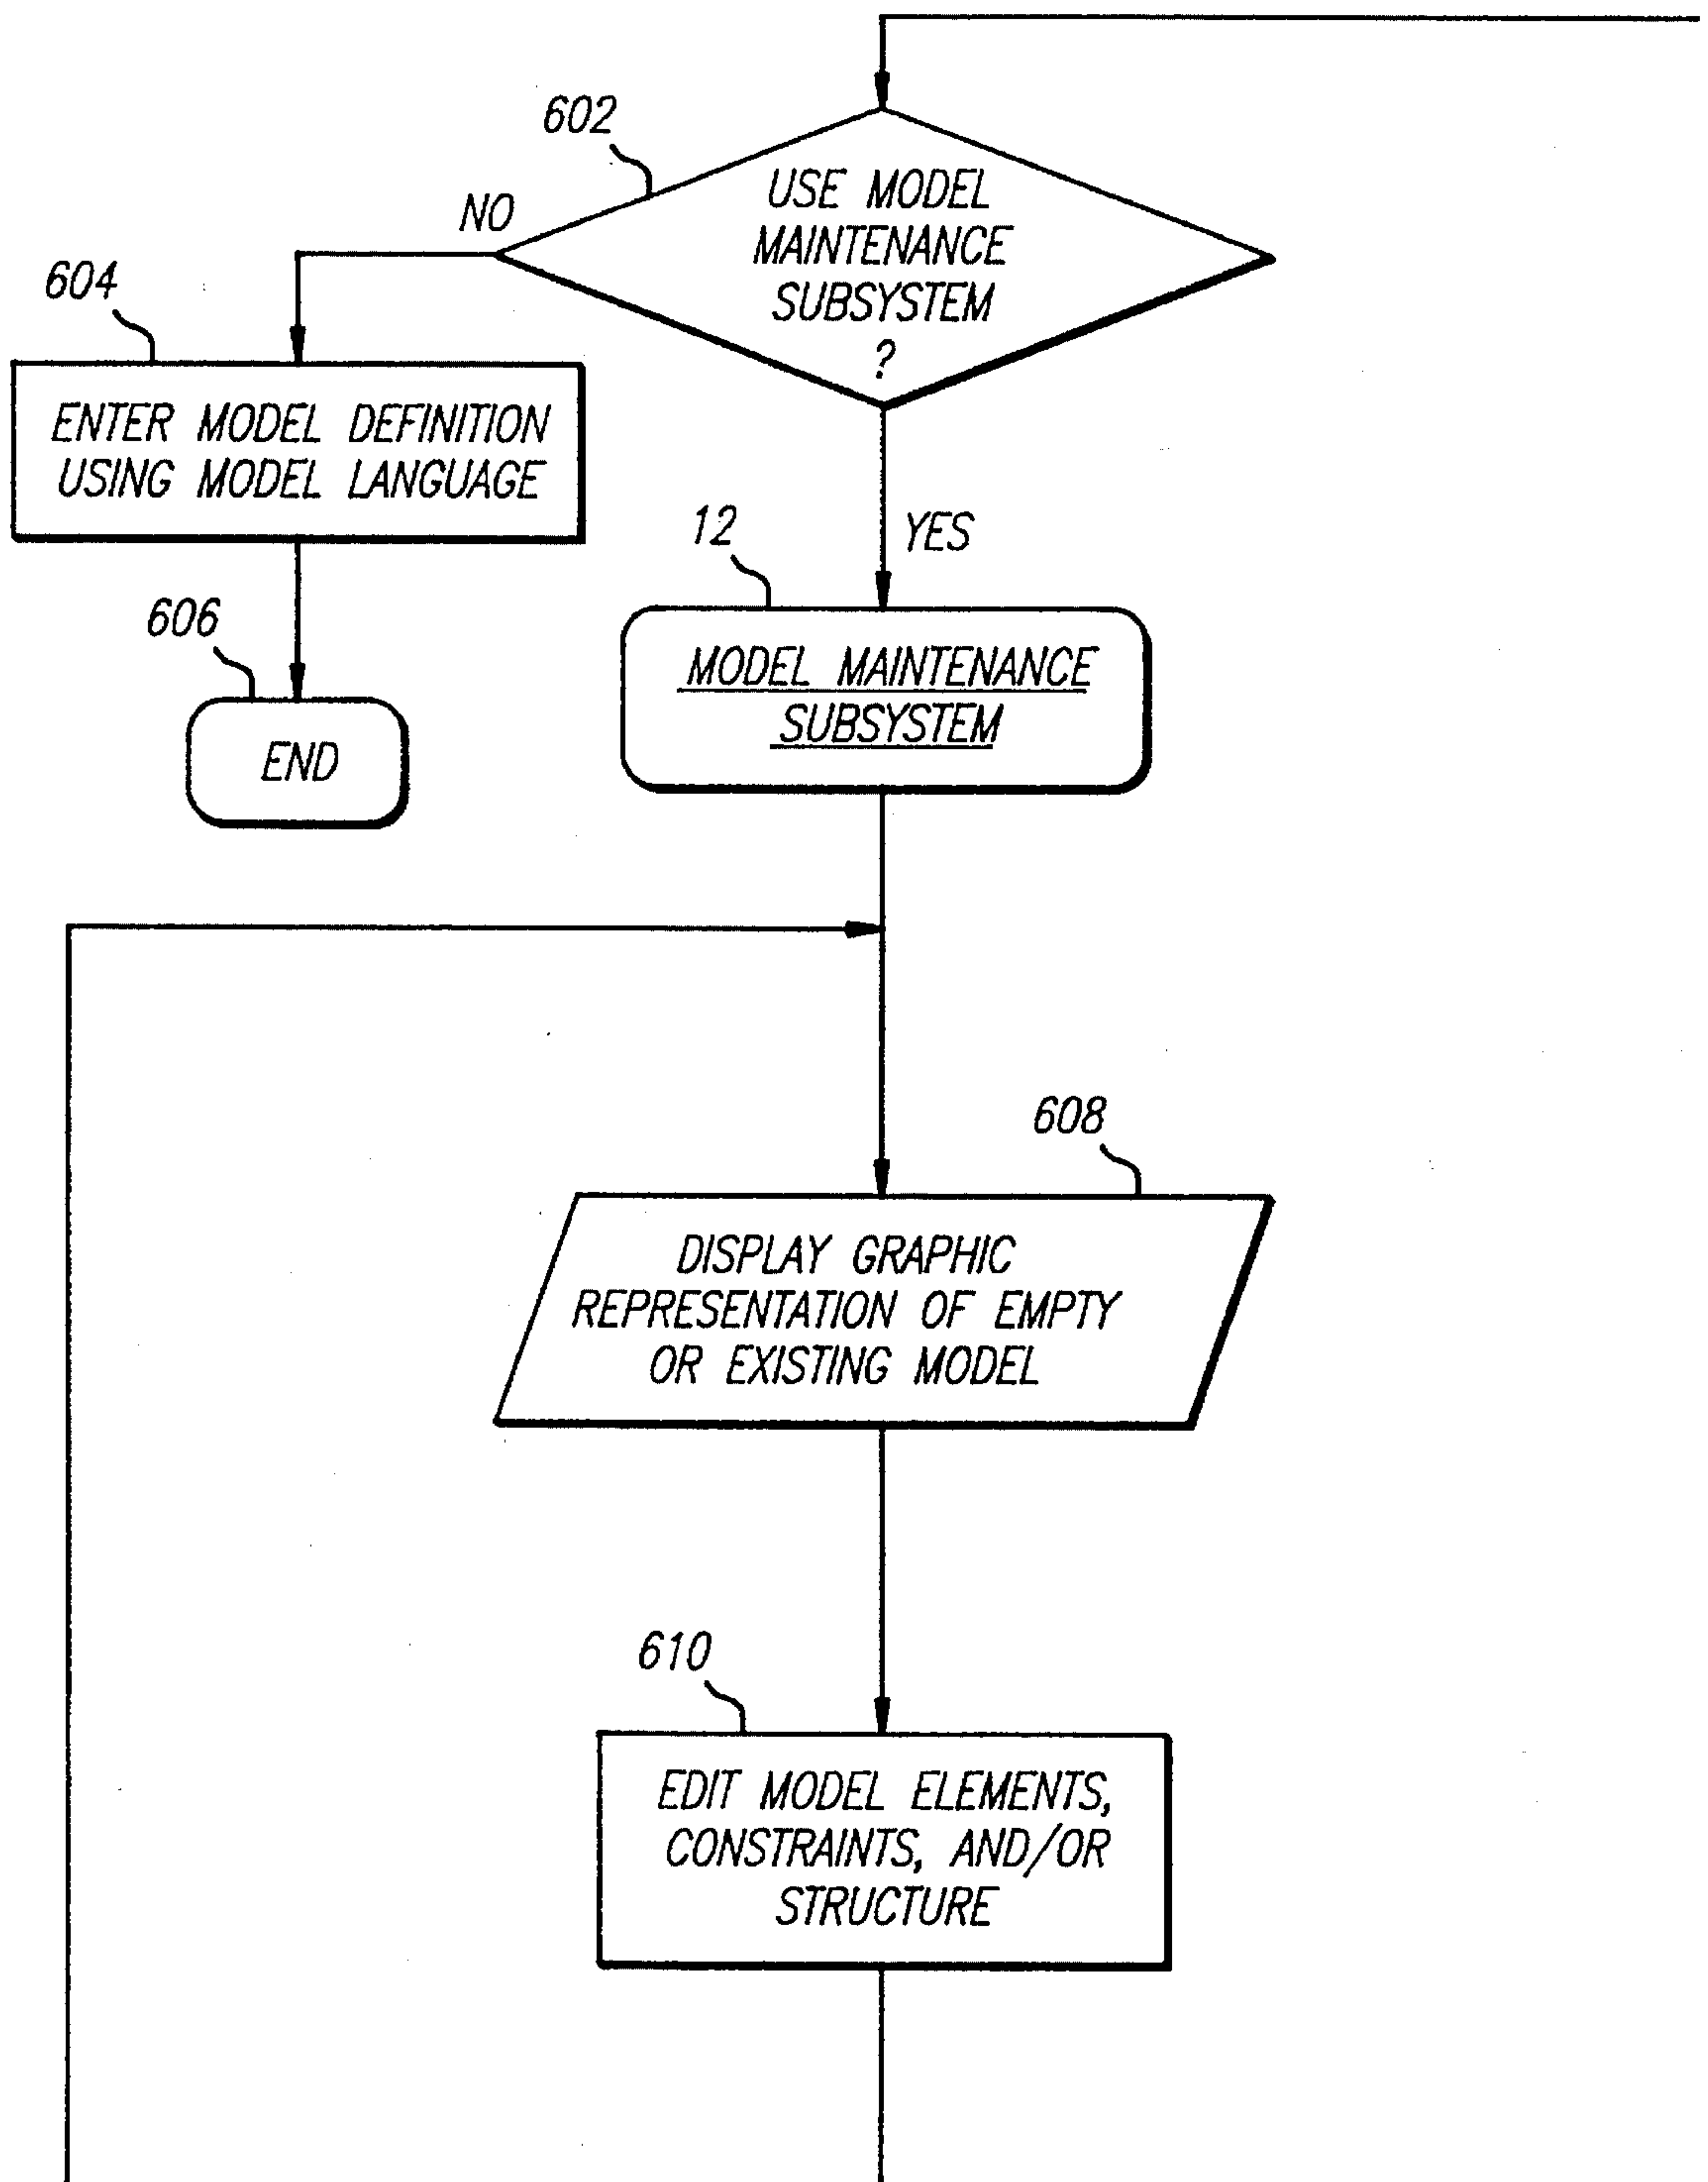 602
USE MODEL
MAINTENANCE
SUBSYSTEM
?
NO
604
ENTER MODEL DEFINITION
USING MODEL LANGUAGE
YES
12
606
MODEL MAINTENANCE
SUBSYSTEM
END
608
DISPLAY GRAPHIC
REPRESENTATION OF EMPTY
OR EXISTING MODEL
610
EDIT MODEL ELEMENTS,
CONSTRAINTS, AND/OR
STRUCTURE